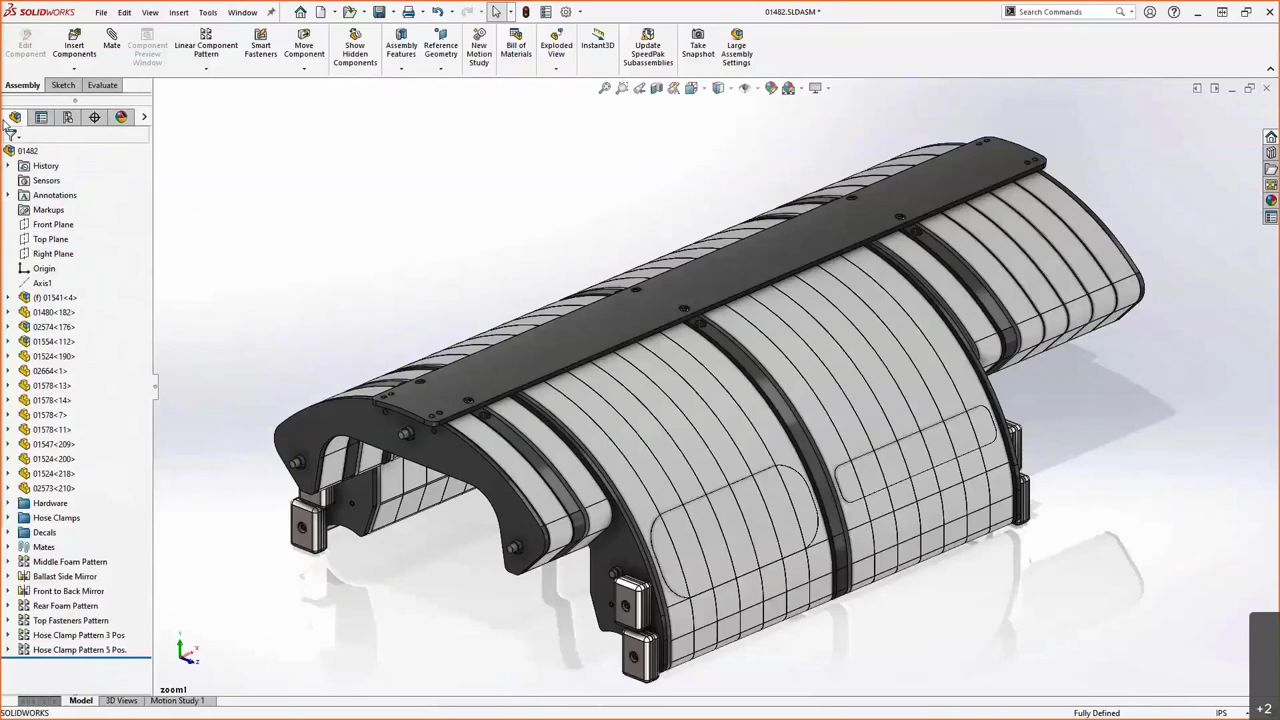 SOLIDWORKS File Edit View Insert Tools Window 01482.SLDASM * Search Commands
Edit Component
Insert Components
Mate
Component Preview Window
Linear Component Pattern
Smart Fasteners
Move Component
Show Hidden Components
Assembly Features
Reference Geometry
New Motion Study
Bill of Materials
Exploded View
Instant3D
Update SpeedPak Subassemblies
Take Snapshot
Large Assembly Settings
Assembly Sketch Evaluate
01482
History
Sensors
Annotations
Markups
Front Plane
Top Plane
Right Plane
Origin
Axis1
(f) 01541<4>
01480<182>
02574<176>
01554<112>
01524<190>
02664<1>
01578<13>
01578<14>
01578<7>
01578<11>
01547<209>
01524<200>
01524<218>
02573<210>
Hardware
Hose Clamps
Decals
Mates
Middle Foam Pattern
Ballast Side Mirror
Front to Back Mirror
Rear Foam Pattern
Top Fasteners Pattern
Hose Clamp Pattern 3 Pos
Hose Clamp Pattern 5 Pos.
Y
X
Z
zoom1
Model 3D Views Motion Study 1
SOLIDWORKS Fully Defined IPS
+2